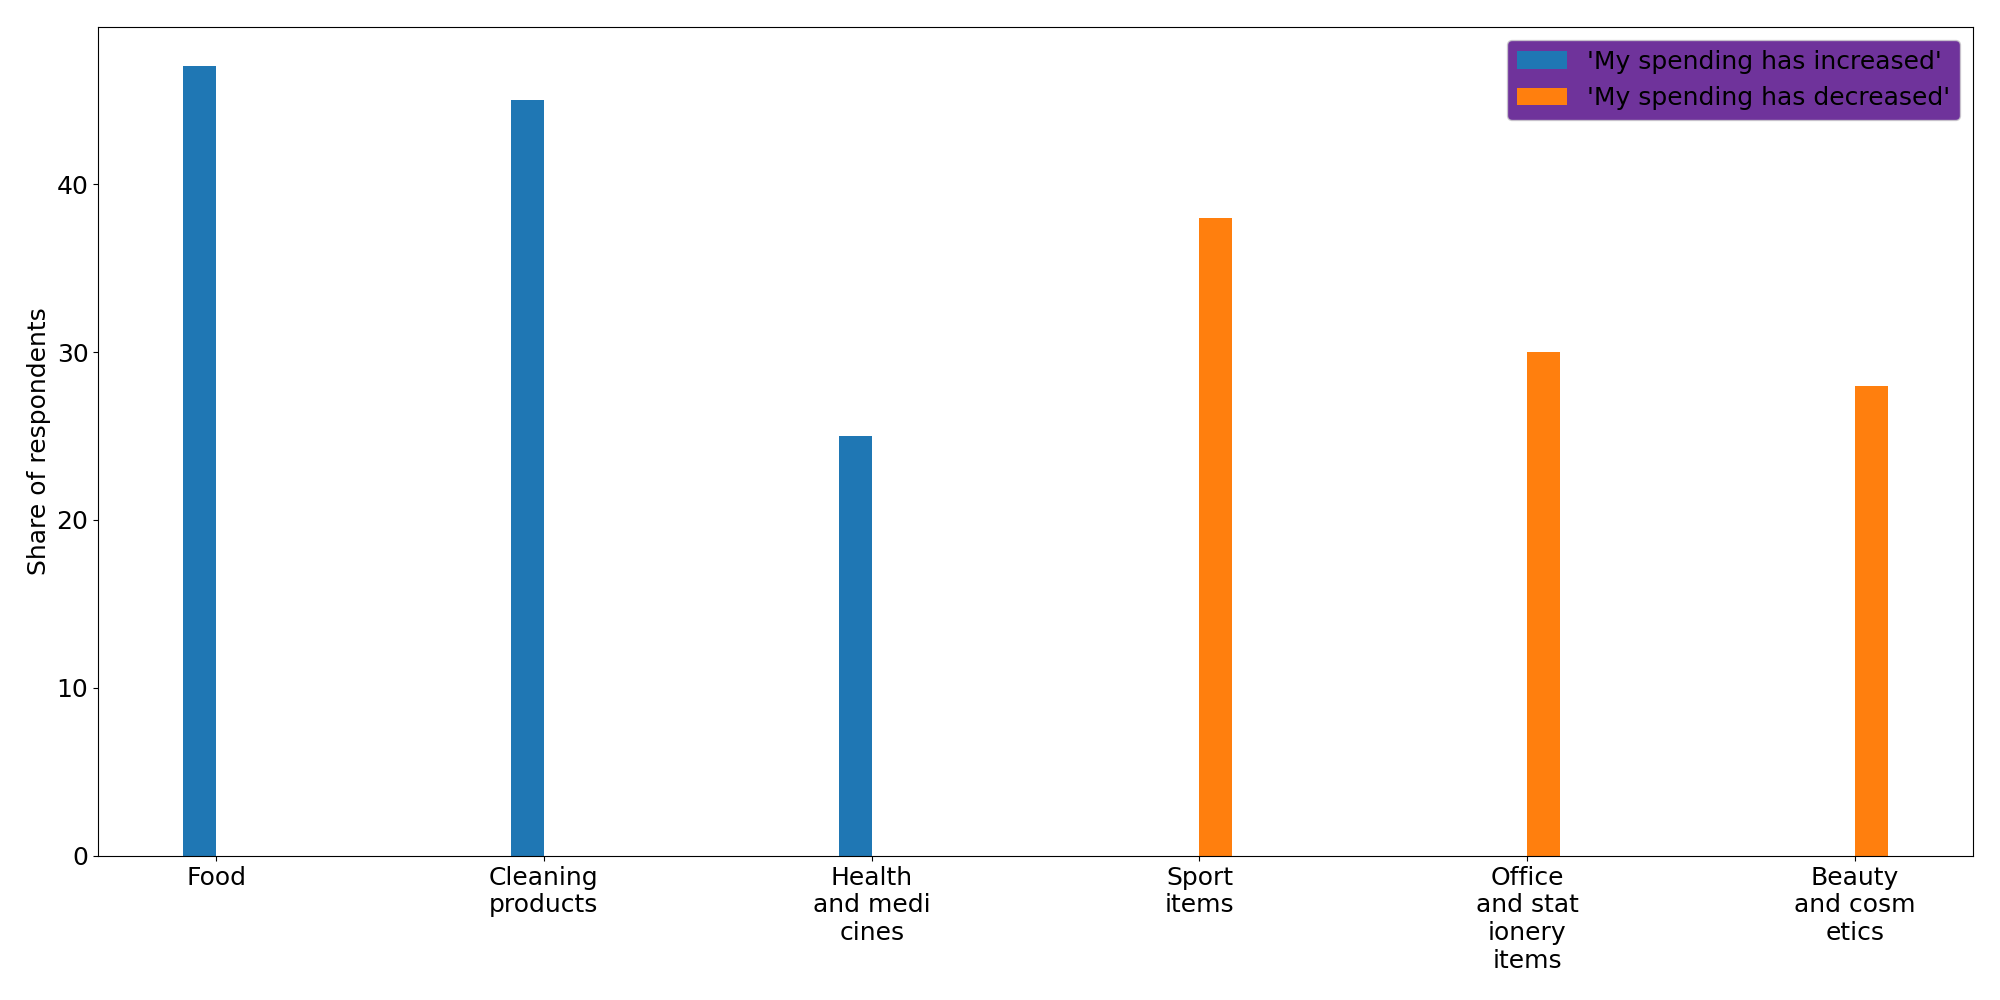 'My spending has increased'
'My spending has decreased'
Share of respondents
40
30
20
10
0
Food
Cleaning
products
Health
and medi
cines
Sport
items
Office
and stat
ionery
items
Beauty
and cosm
etics